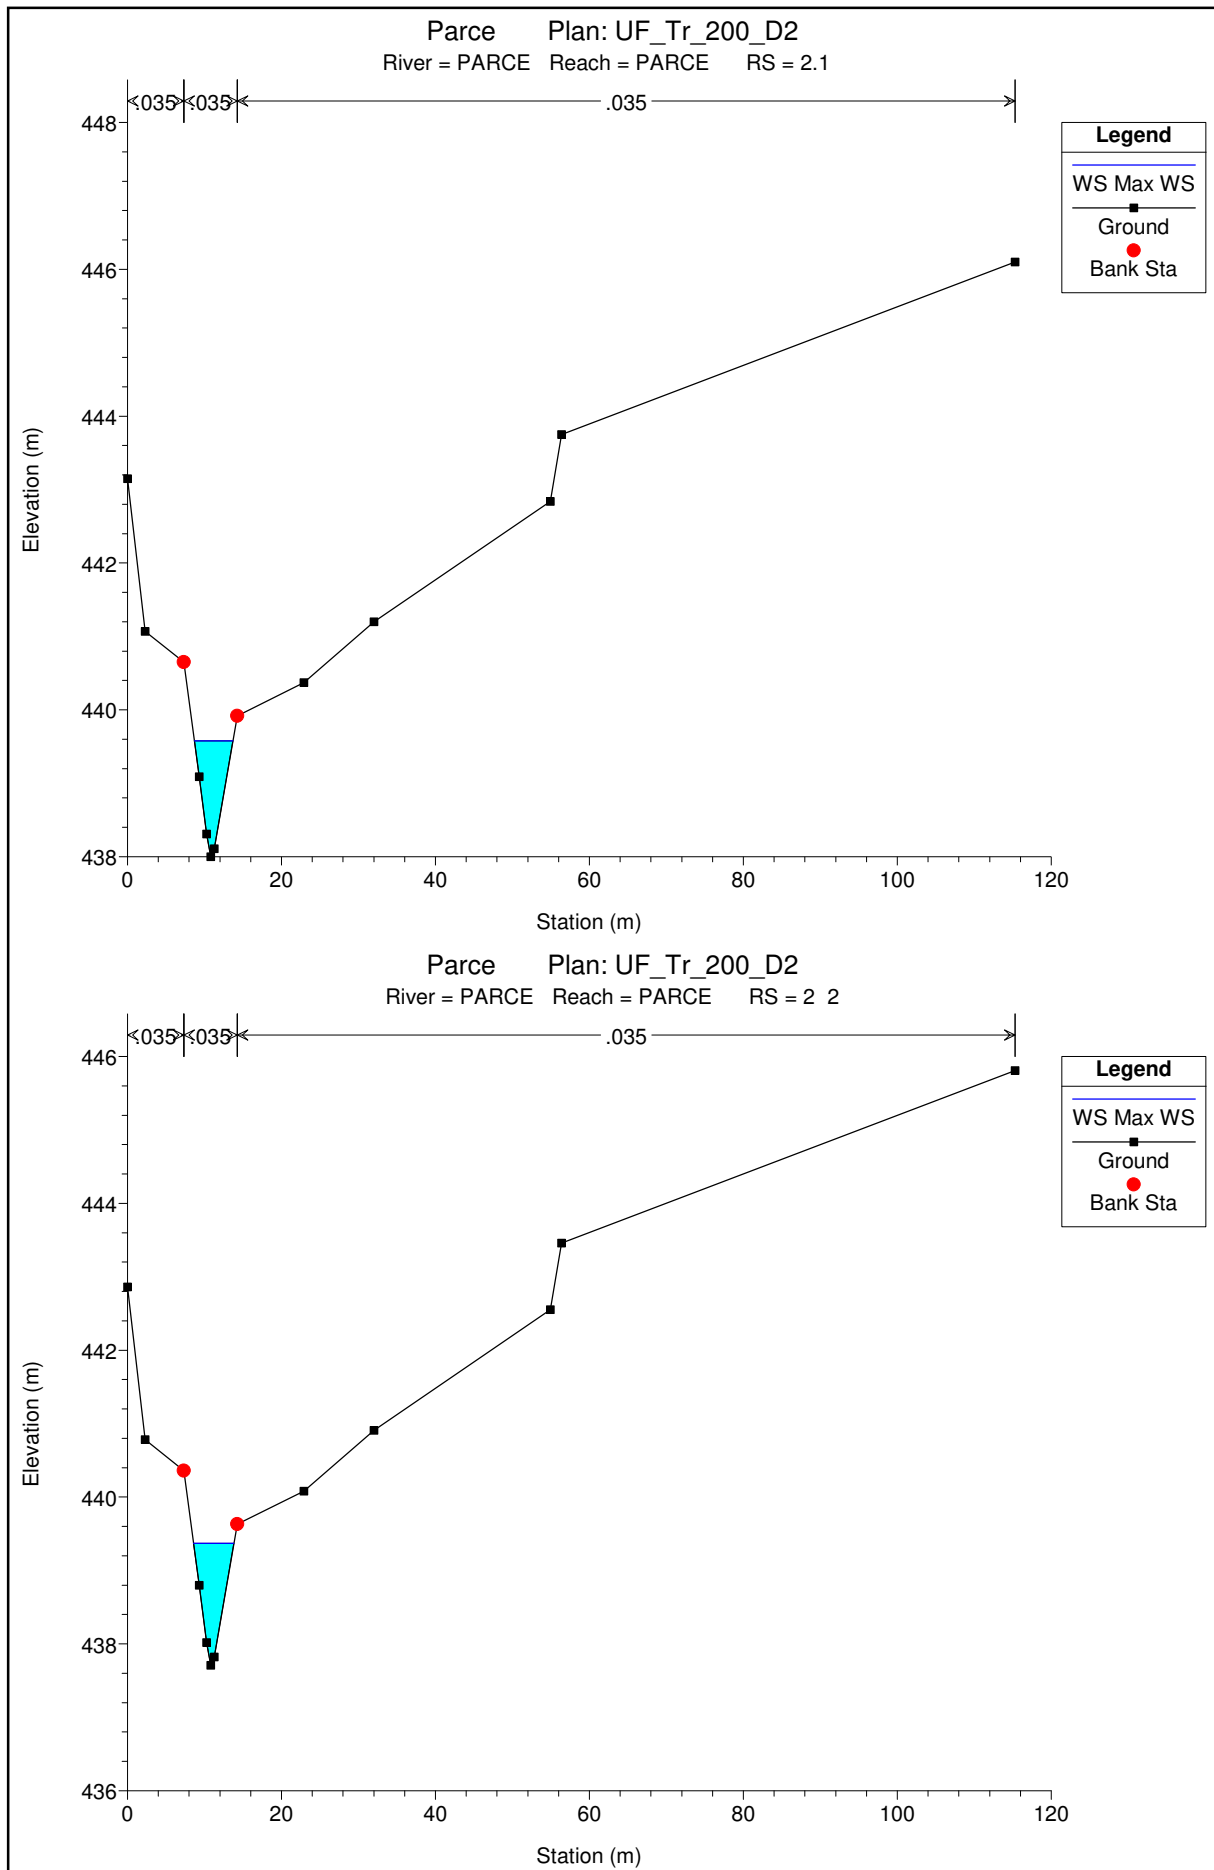 Parce Plan: UF_Tr_200_D2
River = PARCE Reach = PARCE RS = 2.1
.035 .035 .035
448
446
444
442
440
438
0 20 40 60 80 100 120
Station (m)
Elevation (m)
Legend
WS Max WS
Ground
Bank Sta
Parce Plan: UF_Tr_200_D2
River = PARCE Reach = PARCE RS = 2 2
.035 .035 .035
446
444
442
440
438
436
0 20 40 60 80 100 120
Station (m)
Elevation (m)
Legend
WS Max WS
Ground
Bank Sta